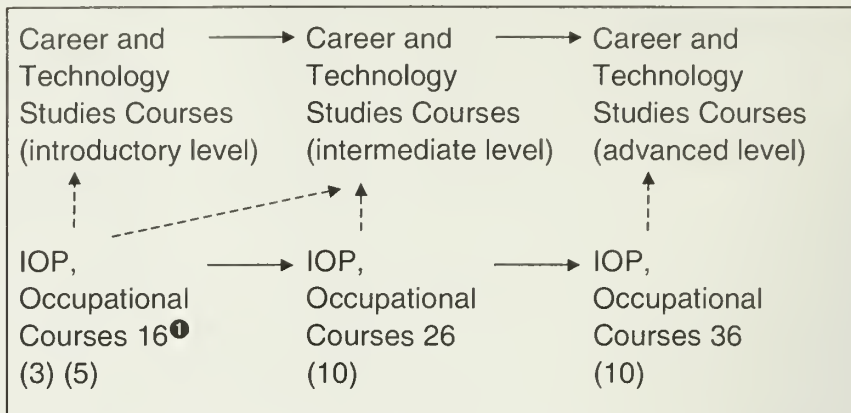 Career and
Technology
Studies Courses
(introductory level)
Career and
Technology
Studies Courses
(intermediate level)
Career and
Technology
Studies Courses
(advanced level)
IOP,
Occupational
Courses 16❶
(3) (5)
IOP,
Occupational
Courses 26
(10)
IOP,
Occupational
Courses 36
(10)